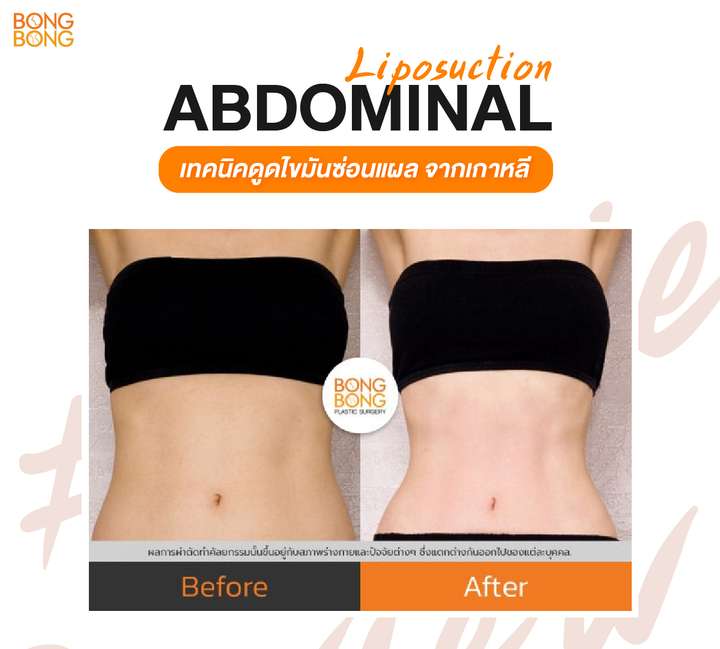 BONG
BONG
Liposuction
ABDOMINAL
เทคนิคดูดไขมันซ่อนแผล จากเกาหลี
BONG
BONG
PLASTIC SURGERY
ผลการผ่าตัดทำศัลยกรรมนั้นขึ้นอยู่กับสภาพร่างกายและปัจจัยต่างๆ ซึ่งแตกต่างกันออกไปของแต่ละบุคคล
Before
After